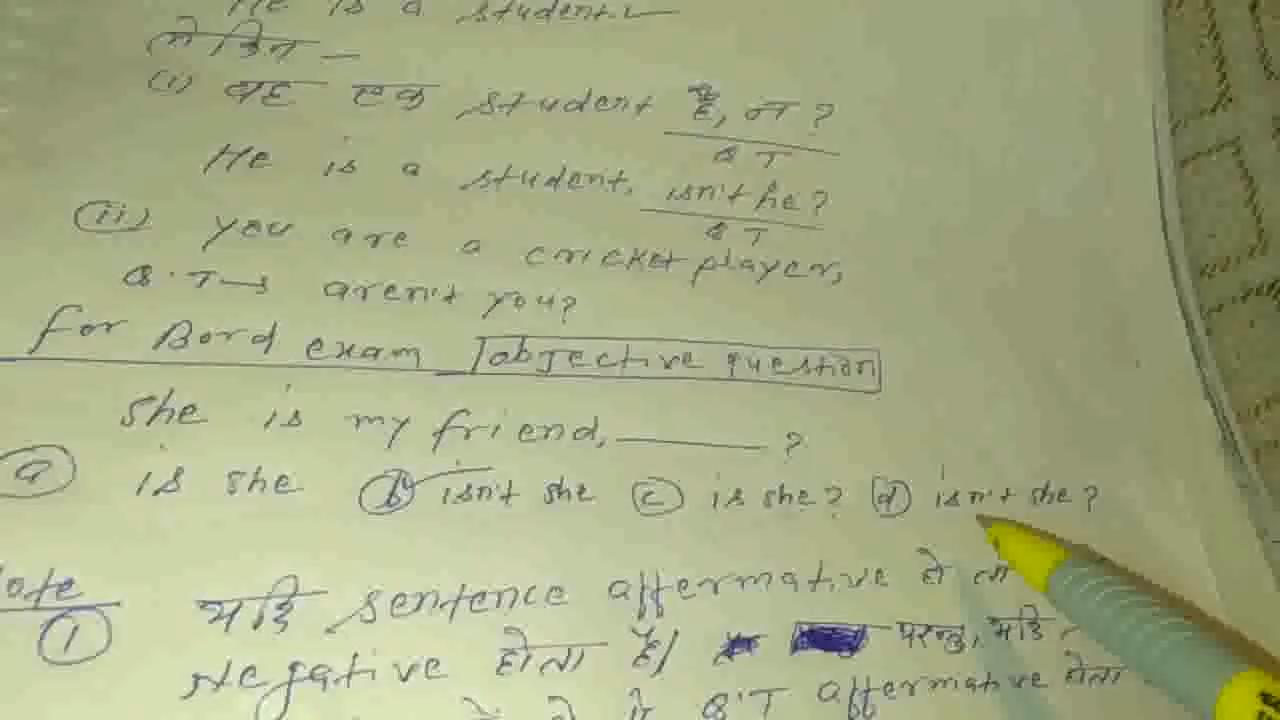 He is a student.
लेकिन –
(i) वह एक student है, न?
Q T
He is a student, isn't he?
Q T
(ii) you are a cricket player,
Q.T → aren't you?
for Bord exam objective question
She is my friend, ______ ?
(a) is she (b) isn't she (c) is she? (d) isn't she?
Note
(1) यदि sentence affermative हो तो
Negative होता है। परन्तु, यदि
Q.T affermative होता